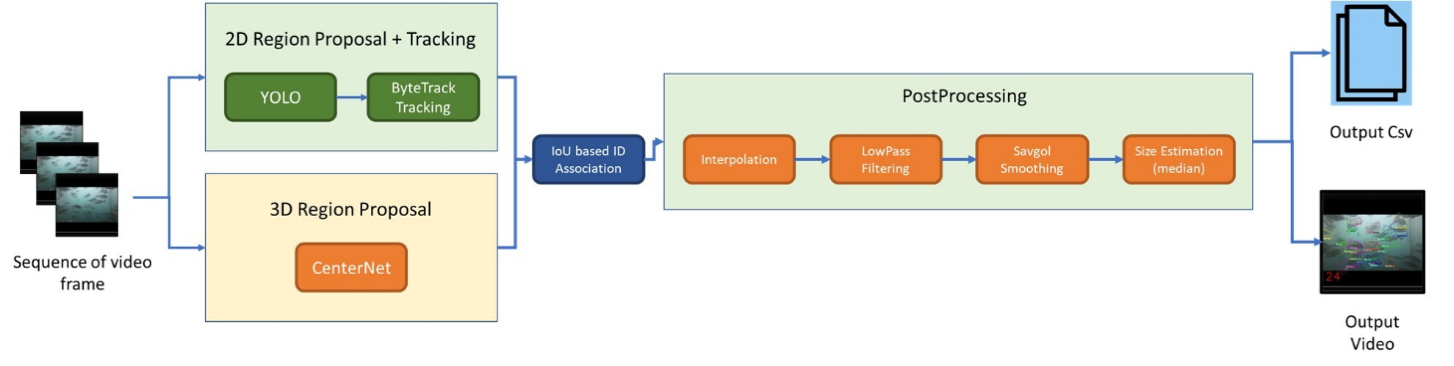 Sequence of video
frame
2D Region Proposal + Tracking
YOLO
ByteTrack
Tracking
3D Region Proposal
CenterNet
IoU based ID
Association
PostProcessing
Interpolation
LowPass
Filtering
Savgol
Smoothing
Size Estimation
(median)
Output Csv
24'
Output
Video